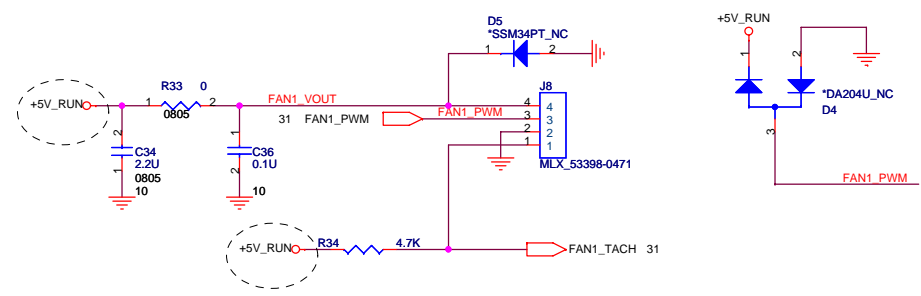 D5
*SSM34PT_NC
1 2
+5V_RUN
R33 0
1 2
0805
FAN1_VOUT
31 FAN1_PWM
FAN1_PWM
J8
4 4
3 3
2 2
1 1
MLX_53398-0471
2
C34
2.2U
1
0805
10
1
C36
0.1U
2
10
+5V_RUN
R34 4.7K
FAN1_TACH 31
+5V_RUN
1
2
*DA204U_NC
D4
3
FAN1_PWM